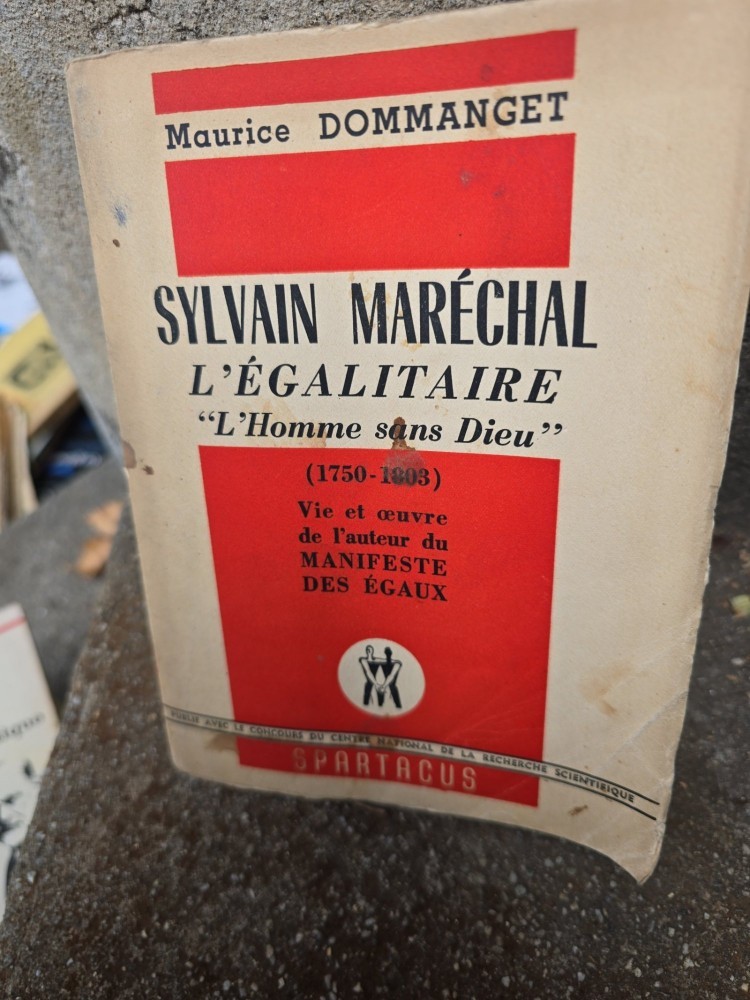 Maurice DOMMANGET
SYLVAIN MARÉCHAL
L'ÉGALITAIRE
“L'Homme sans Dieu”
(1750-1803)
Vie et œuvre
de l'auteur du
MANIFESTE
DES ÉGAUX
PUBLIÉ AVEC LE CONCOURS DU CENTRE NATIONAL DE LA RECHERCHE SCIENTIFIQUE
SPARTACUS